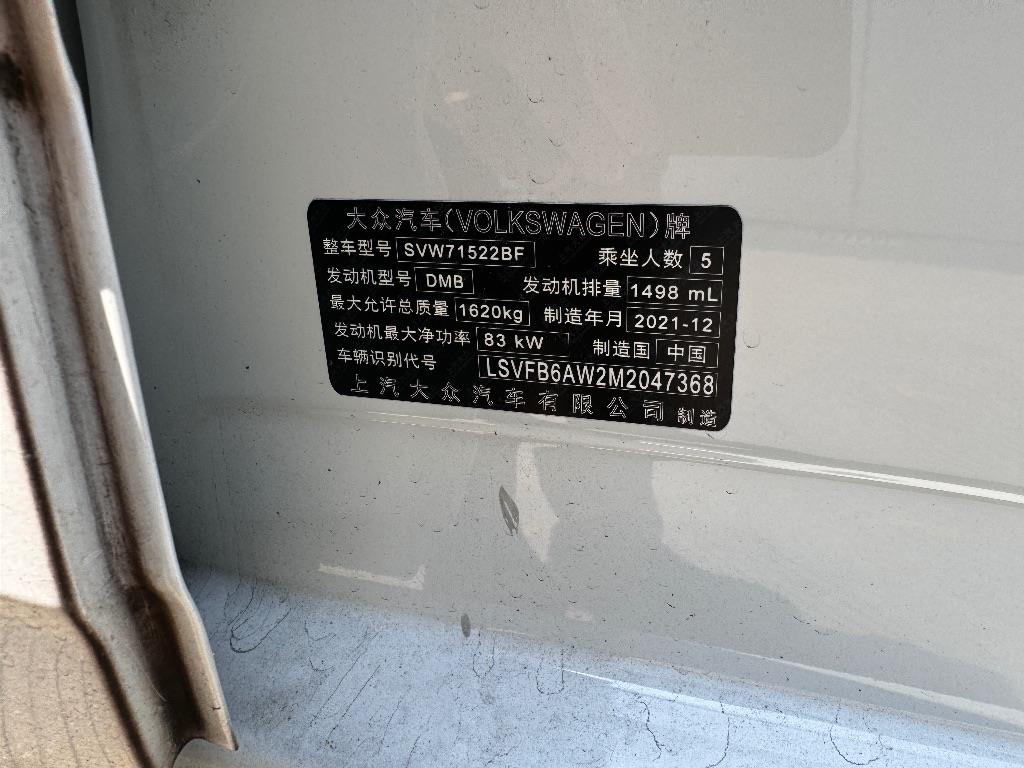 大众汽车(VOLKSWAGEN)牌
整车型号 SVW71522BF 乘坐人数 5
发动机型号 DMB 发动机排量 1498 mL
最大允许总质量 1620kg 制造年月 2021-12
发动机最大净功率 83 kW 制造国 中国
车辆识别代号 LSVFB6AW2M2047368
上汽大众汽车有限公司 制造